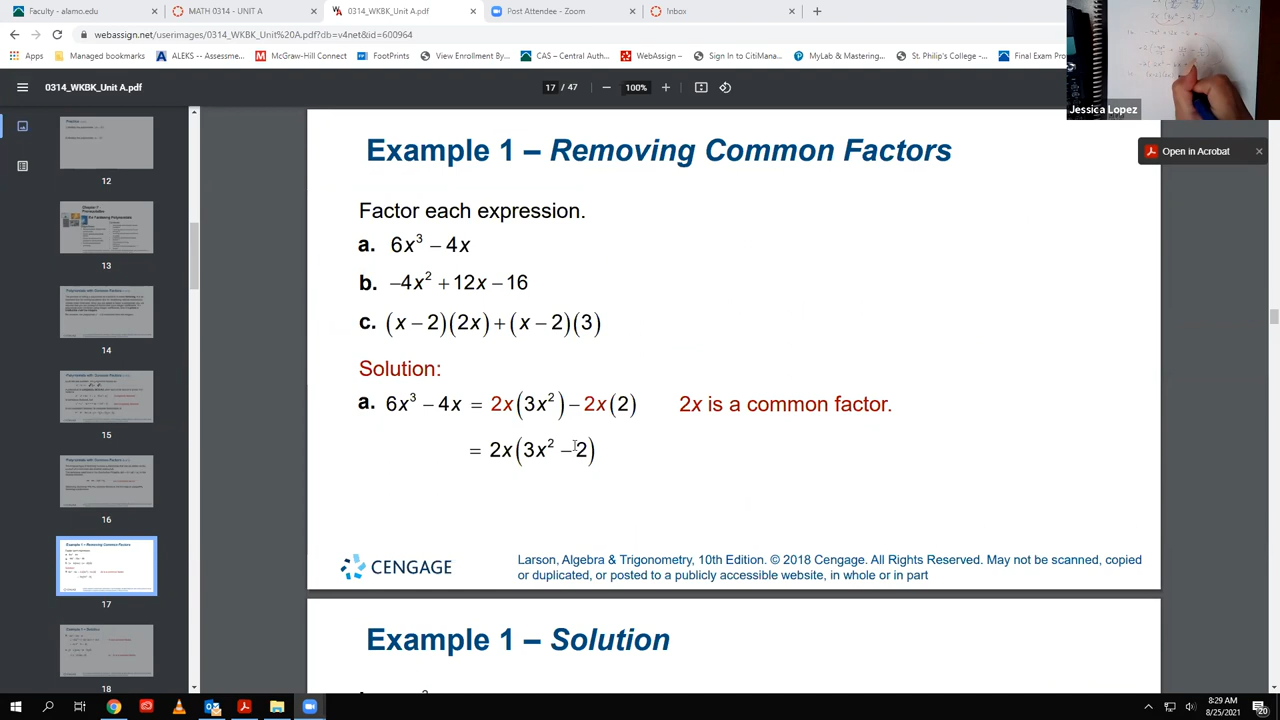 Faculty - alamo.edu
MATH 0314 - UNIT A
0314_WKBK_Unit A.pdf
Post Attendee - Zoom
Inbox
webassign.net/userimages/0314_WKBK_Unit%20A.pdf?db=v4net&id=600964
Apps
Managed bookmarks
ALEKS -- Assessme...
McGraw-Hill
FootPrints
CAS – Central Auth...
WebAssign –
Sign In to CitiMana...
MyLab & Mastering...
St. Philip's College -...
Final Exam Pro
0314_WKBK_Unit A.pdf
17 / 47
100%
Jessica Lopez
Open in Acrobat
12
13
14
15
16
17
18
Example 1 – Removing Common Factors
Factor each expression.
a. 6x³ – 4x
b. –4x² + 12x – 16
c. (x – 2)(2x) + (x – 2)(3)
Solution:
a. 6x³ – 4x = 2x(3x²) – 2x(2) 2x is a common factor.
= 2x(3x² – 2)
CENGAGE
Larson, Algebra & Trigonometry, 10th Edition. © 2018 Cengage. All Rights Reserved. May not be scanned, copied
or duplicated, or posted to a publicly accessible website, in whole or in part
Example 1 – Solution
8:29 AM
8/25/2021
20